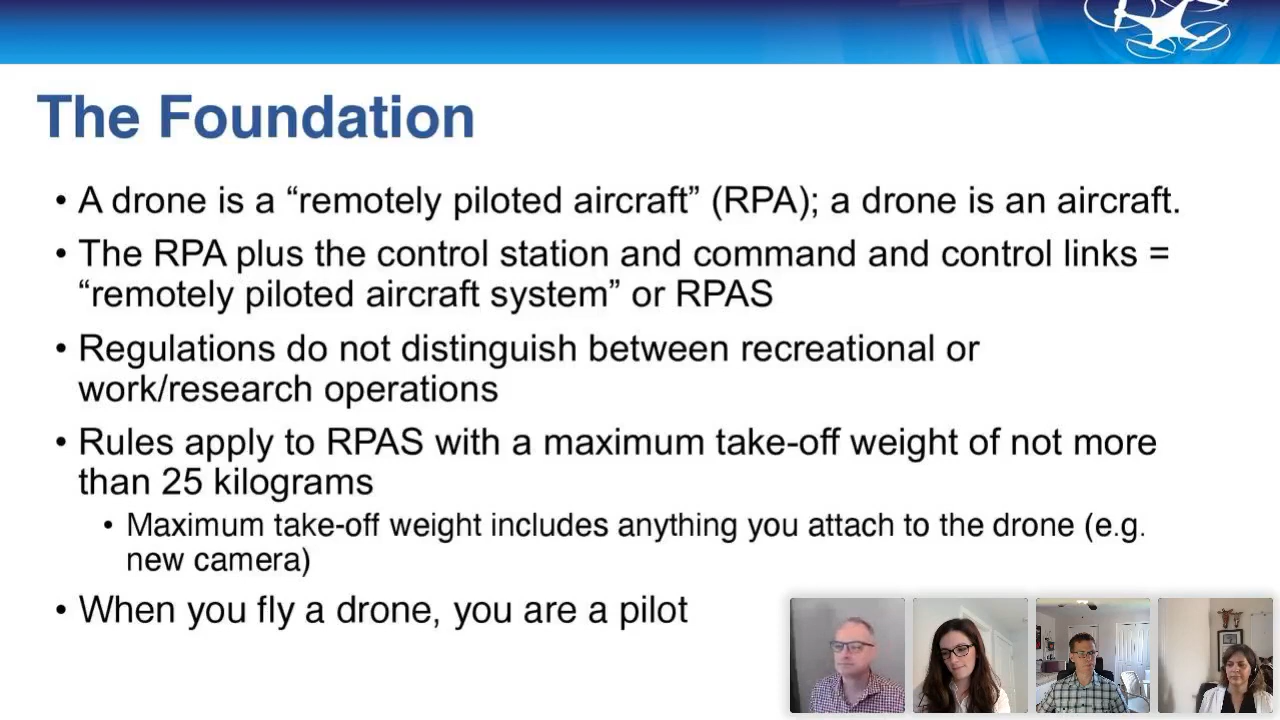 The Foundation
• A drone is a “remotely piloted aircraft” (RPA); a drone is an aircraft.
• The RPA plus the control station and command and control links =
“remotely piloted aircraft system” or RPAS
• Regulations do not distinguish between recreational or
work/research operations
• Rules apply to RPAS with a maximum take-off weight of not more
than 25 kilograms
• Maximum take-off weight includes anything you attach to the drone (e.g.
new camera)
• When you fly a drone, you are a pilot